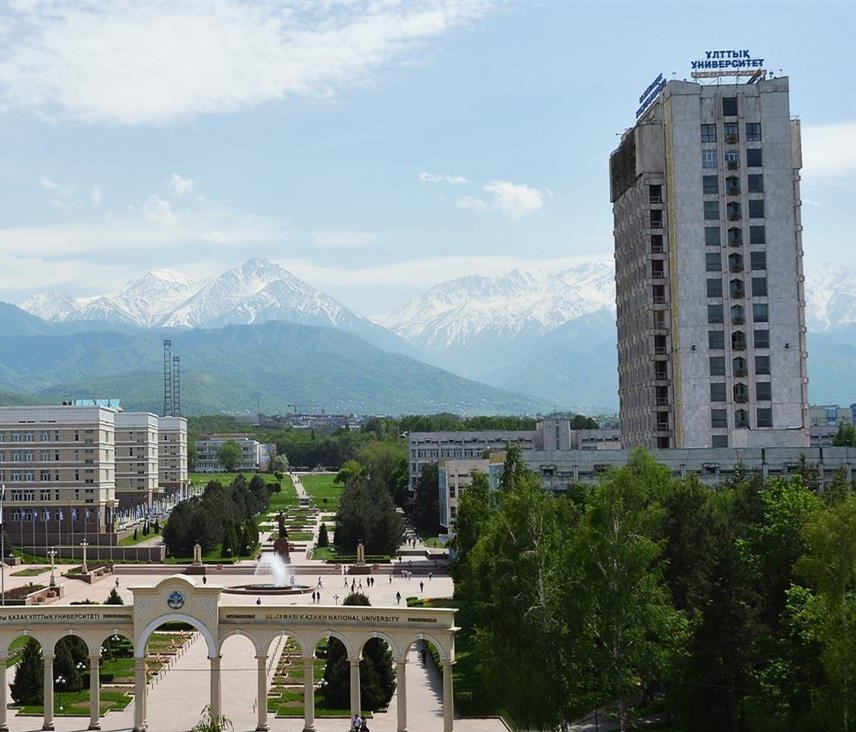 ҰЛТТЫҚ
УНИВЕРСИТЕТ
ҚАЗАҚ ҰЛТТЫҚ УНИВЕРСИТЕТІ
AL-FARABI KAZAKH NATIONAL UNIVERSITY